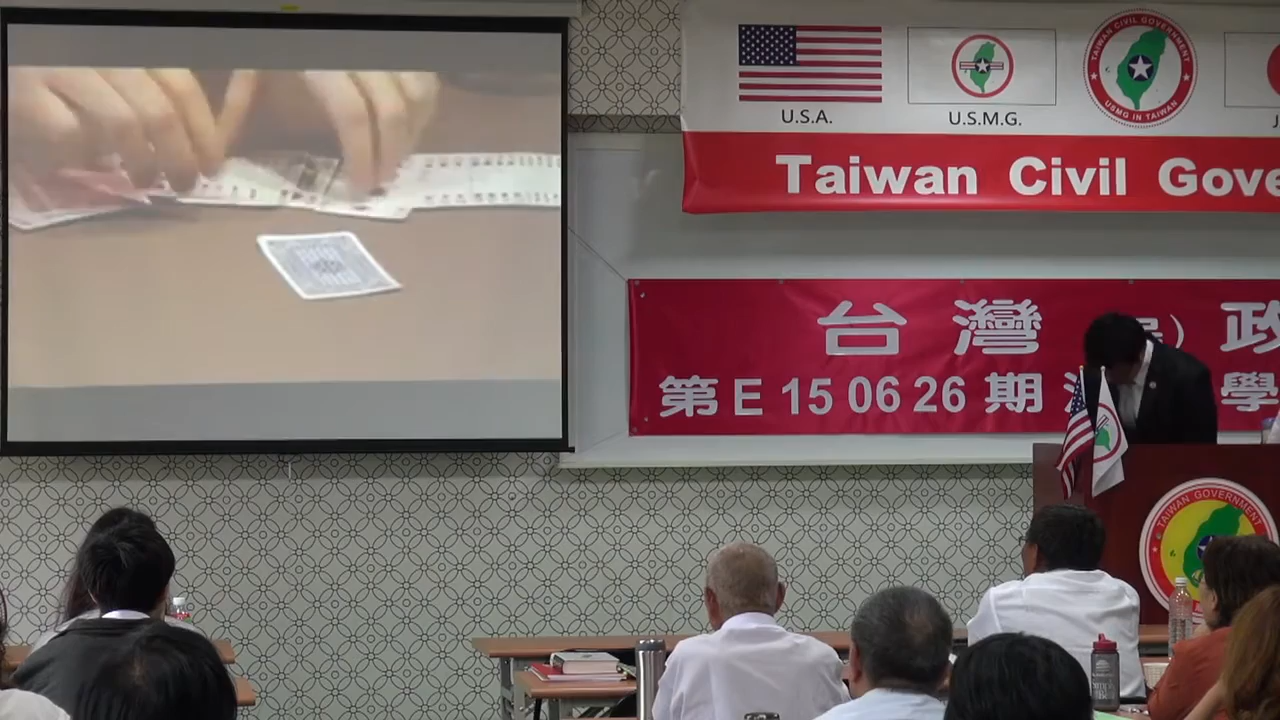 U.S.A.
U.S.M.G.
TAIWAN CIVIL GOVERNMENT
USMG IN TAIWAN
J
Taiwan Civil Gove
台灣 ）政
第E 15 06 26 期 學
TAIWAN GOVERNMENT